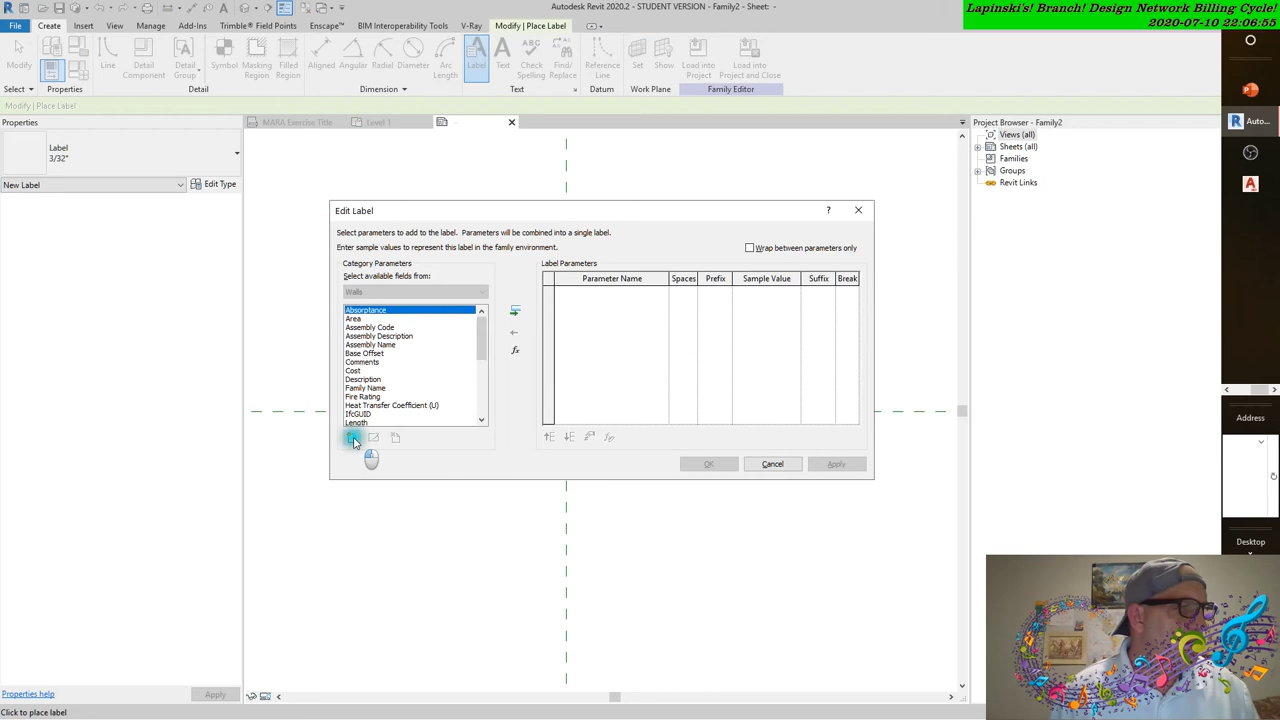 Autodesk Revit 2020.2 - STUDENT VERSION - Family2 - Sheet:
Lapinski's! Branch! Design Network Billing Cycle!
2020-07-10 22:06:55
File
Create
Insert
View
Manage
Add-Ins
Trimble® Field Points
Enscape™
BIM Interoperability Tools
V-Ray
Modify | Place Label
Modify
Line
Detail Component
Detail Group
Symbol
Masking Region
Filled Region
Aligned
Angular
Radial
Diameter
Arc Length
Label
Text
Check Spelling
Find/ Replace
Reference Line
Set
Show
Load into Project
Load into Project and Close
Select
Properties
Detail
Dimension
Text
Datum
Work Plane
Family Editor
Modify | Place Label
Properties
MARA Exercise Title
Level 1
Project Browser - Family2
Label
3/32"
New Label
Edit Type
Views (all)
Sheets (all)
Families
Groups
Revit Links
Auto...
Edit Label
Select parameters to add to the label. Parameters will be combined into a single label.
Enter sample values to represent this label in the family environment.
Wrap between parameters only
Category Parameters
Select available fields from:
Walls
Label Parameters
Parameter Name
Spaces
Prefix
Sample Value
Suffix
Break
Absorptance
Area
Assembly Code
Assembly Description
Assembly Name
Base Offset
Comments
Cost
Description
Family Name
Fire Rating
Heat Transfer Coefficient (U)
IfcGUID
Length
fx
OK
Cancel
Apply
Address
Desktop
Properties help
Apply
Click to place label